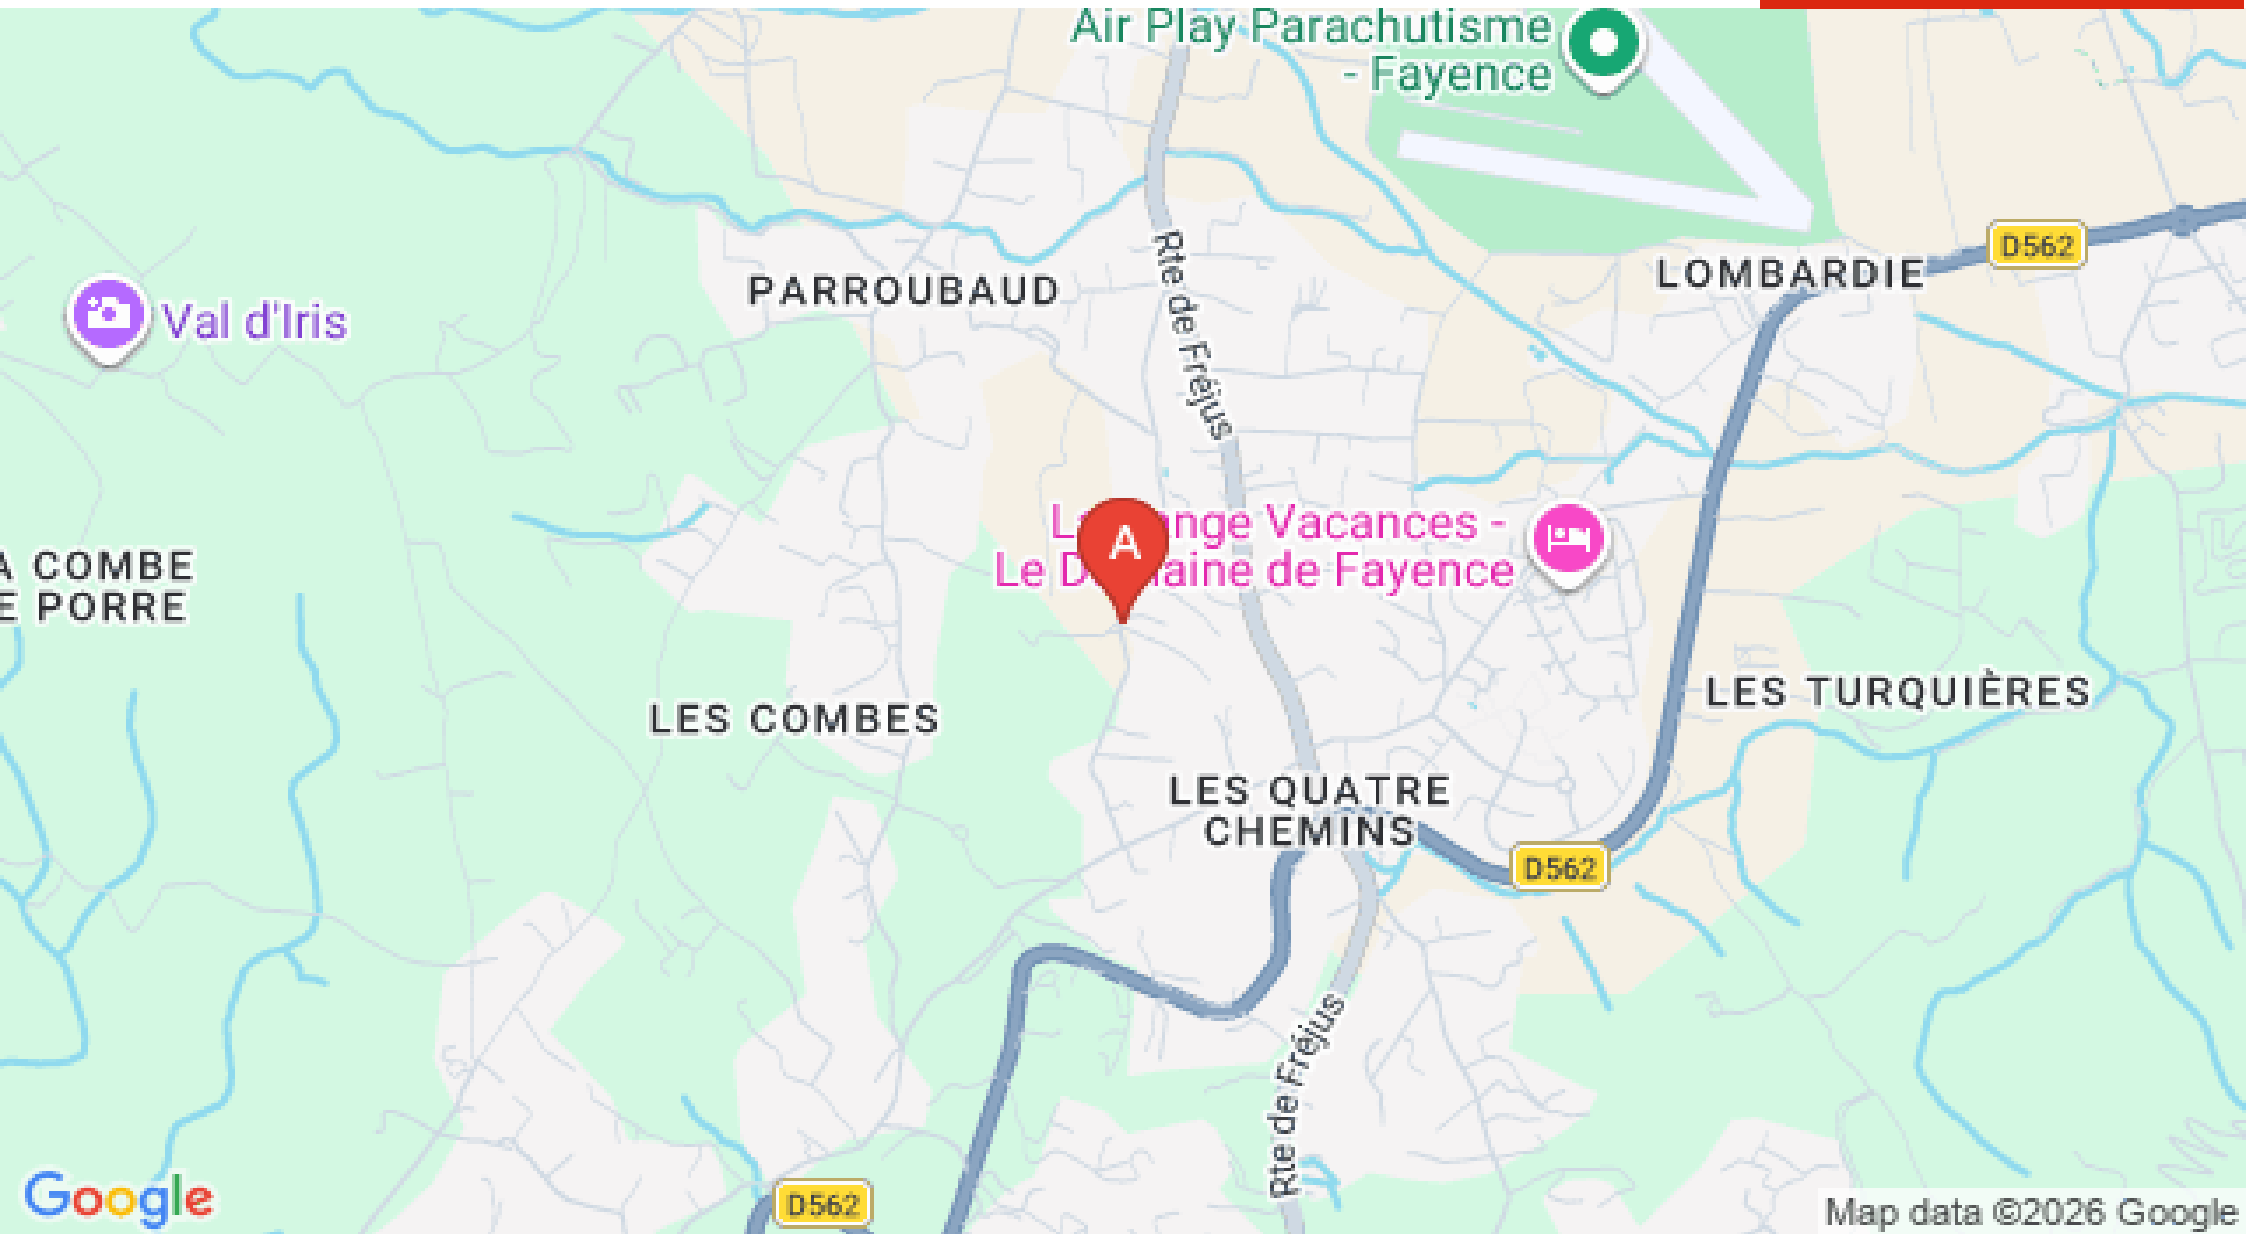 Air Play Parachutisme
- Fayence
D562
LOMBARDIE
PARROUBAUD
Val d'Iris
Rte de Fréjus
A
Vacances -
Le
de Fayence
COMBE
PORRE
LES TURQUIÈRES
LES COMBES
LES QUATRE
CHEMINS
D562
Rte de Fréjus
D562
Google
Map data ©2026 Google